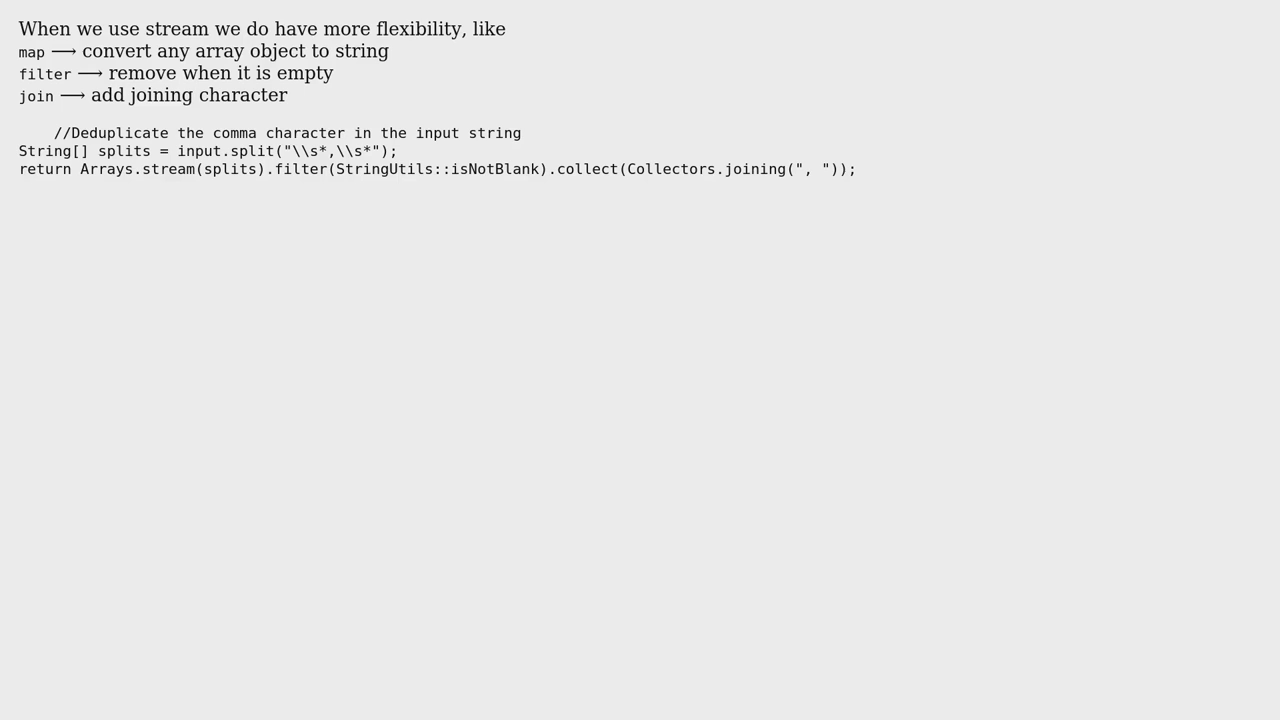 When we use stream we do have more flexibility, like
map ⟶ convert any array object to string
filter ⟶ remove when it is empty
join ⟶ add joining character
//Deduplicate the comma character in the input string
String[] splits = input.split("\\s*,\\s*");
return Arrays.stream(splits).filter(StringUtils::isNotBlank).collect(Collectors.joining(", "));